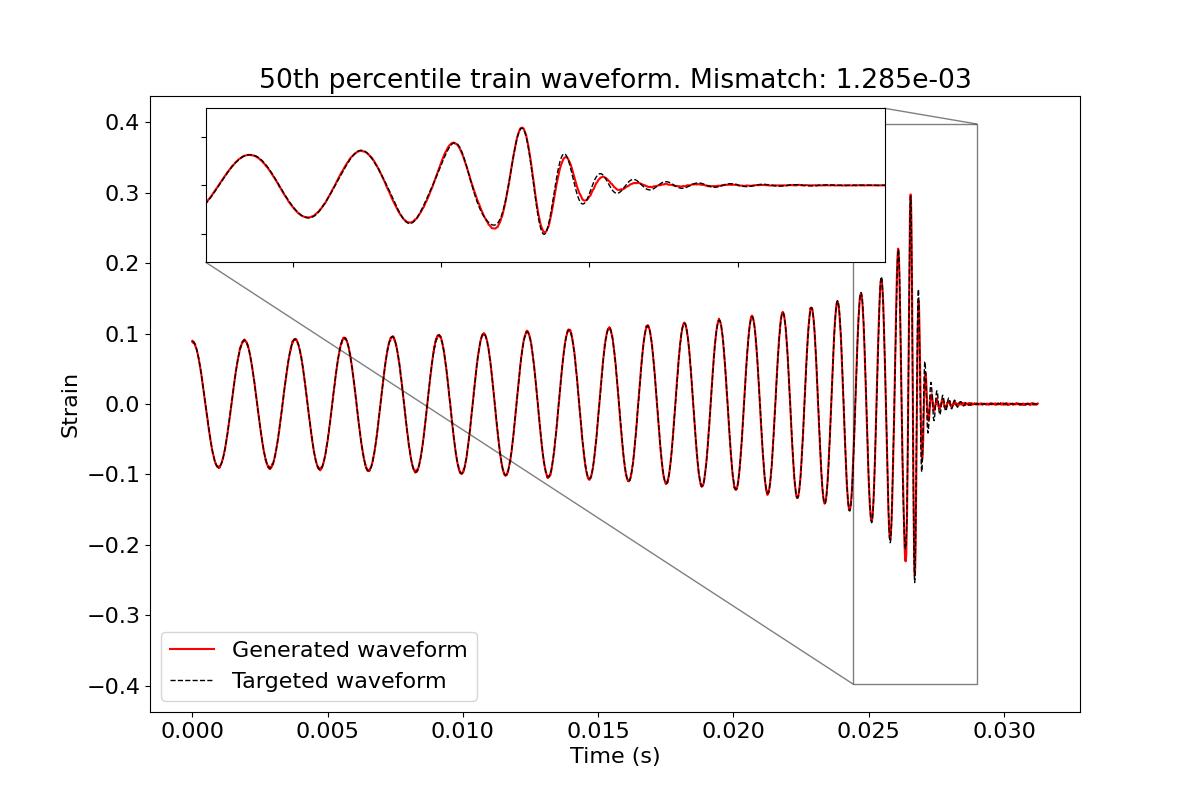 50th percentile train waveform. Mismatch: 1.285e-03
Strain
0.4
0.3
0.2
0.1
0.0
−0.1
−0.2
−0.3
−0.4
Generated waveform
Targeted waveform
0.000 0.005 0.010 0.015 0.020 0.025 0.030
Time (s)